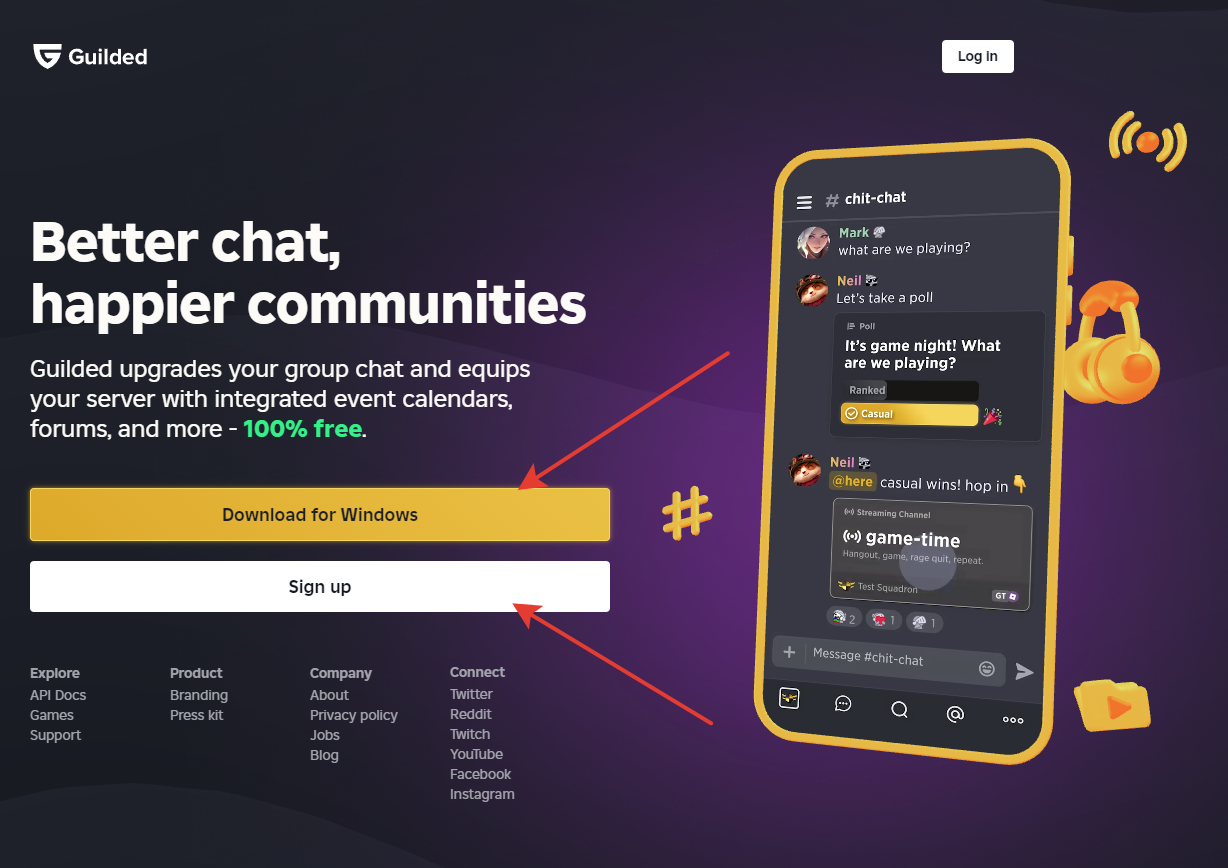 Guilded
Log in
Better chat,
happier communities
Guilded upgrades your group chat and equips
your server with integrated event calendars,
forums, and more - 100% free.
Download for Windows
Sign up
Explore
API Docs
Games
Support
Product
Branding
Press kit
Company
About
Privacy policy
Jobs
Blog
Connect
Twitter
Reddit
Twitch
YouTube
Facebook
Instagram
# chit-chat
Mark
what are we playing?
Neil
Let's take a poll
Poll
It's game night! What
are we playing?
Ranked
Casual
Neil
@here casual wins! hop in
Streaming Channel
game-time
Hangout, game, rage quit, repeat.
Test Squadron
GT
2
1
1
Message #chit-chat